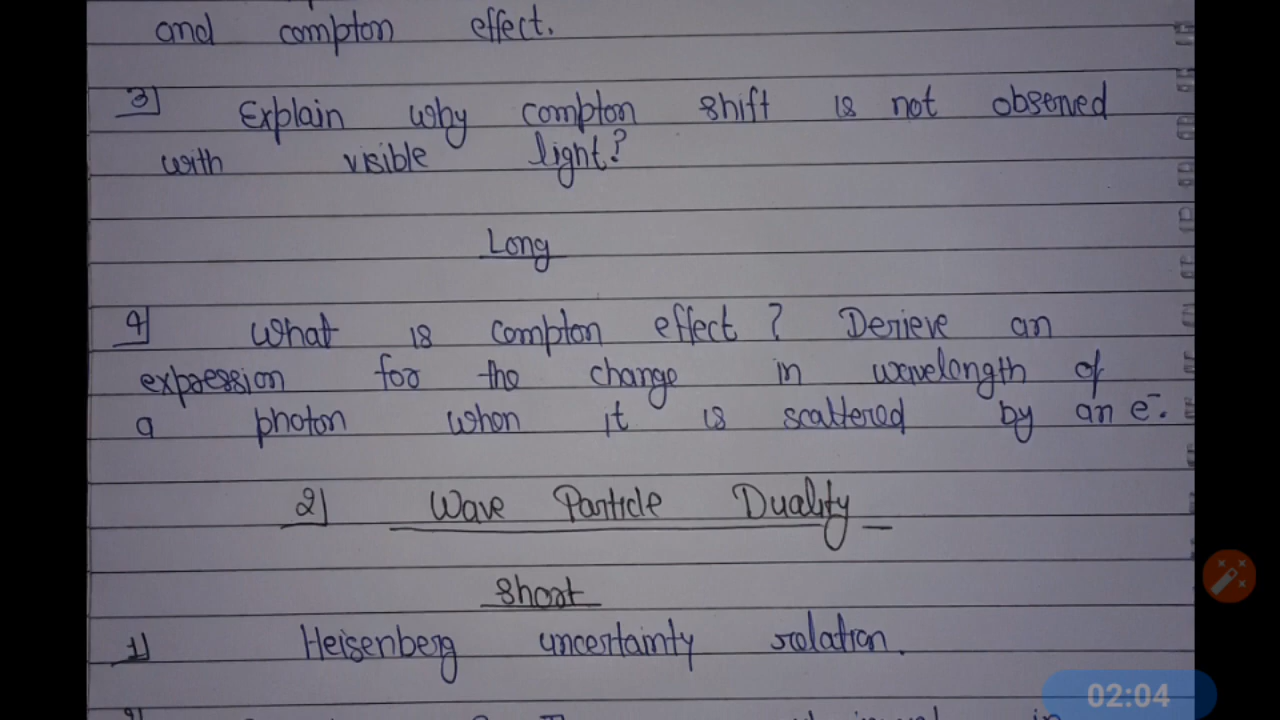 and compton effect.
3] Explain why compton shift is not observed
with visible light?
Long
4] What is compton effect? Derieve an
expression for the change in wavelength of
a photon when it is scattered by an e⁻.
2] Wave Particle Duality
Short
1] Heisenberg uncertainty relation.
02:04